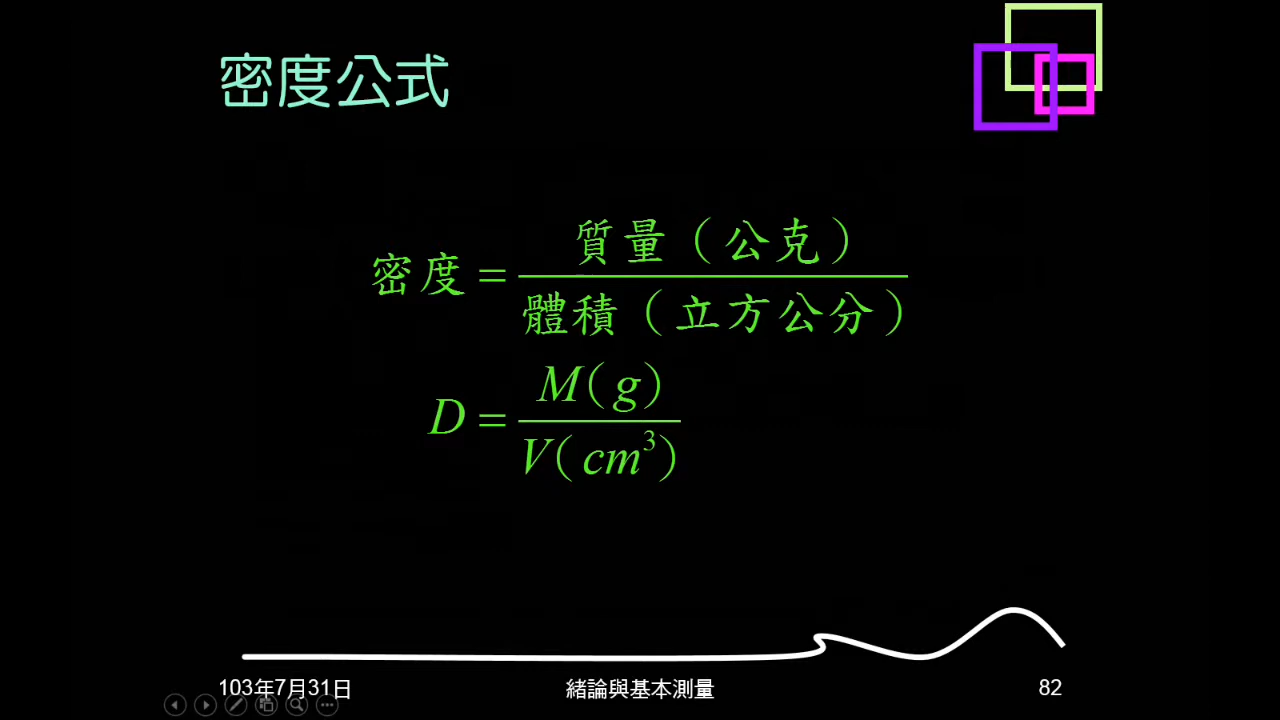 密度公式
密度=質量(公克)/體積(立方公分)
D=M(g)/V(cm³)
103年7月31日 緒論與基本測量 82